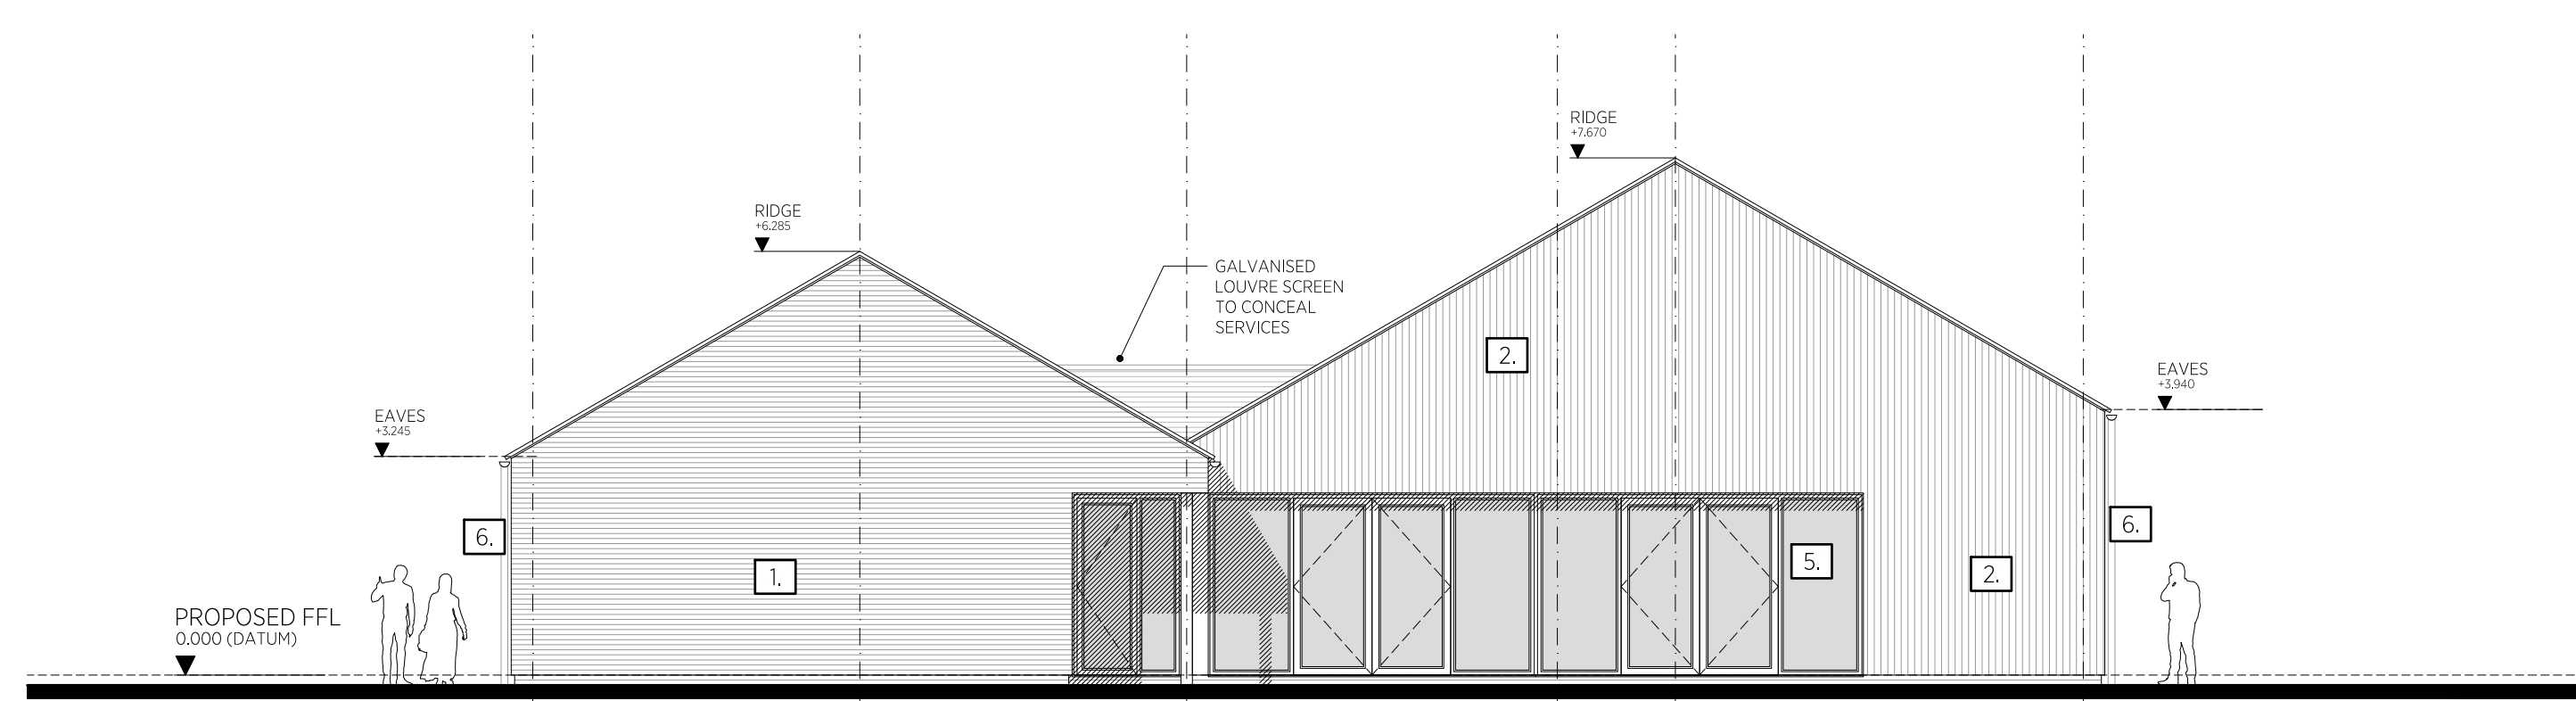 RIDGE
+7.670
RIDGE
+6.285
GALVANISED
LOUVRE SCREEN
TO CONCEAL
SERVICES
2.
EAVES
+3.940
EAVES
+3.245
6.
6.
5.
1.
2.
PROPOSED FFL
0.000 (DATUM)